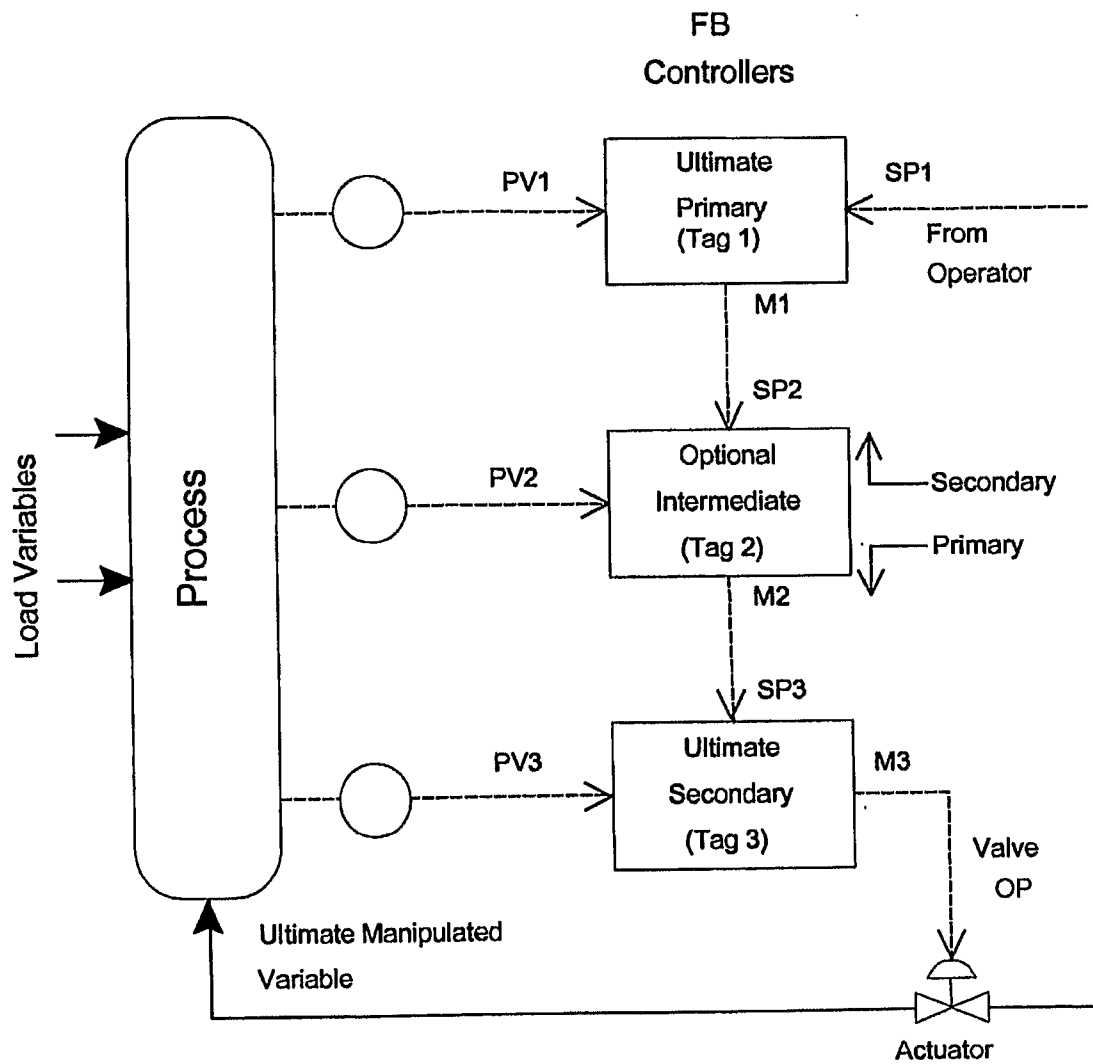 FB
Controllers
Ultimate
Primary
(Tag 1)
PV1
SP1
From
Operator
M1
SP2
Optional
Intermediate
(Tag 2)
PV2
Secondary
Primary
M2
SP3
Ultimate
Secondary
(Tag 3)
PV3
M3
Valve
OP
Load Variables
Process
Ultimate Manipulated
Variable
Actuator